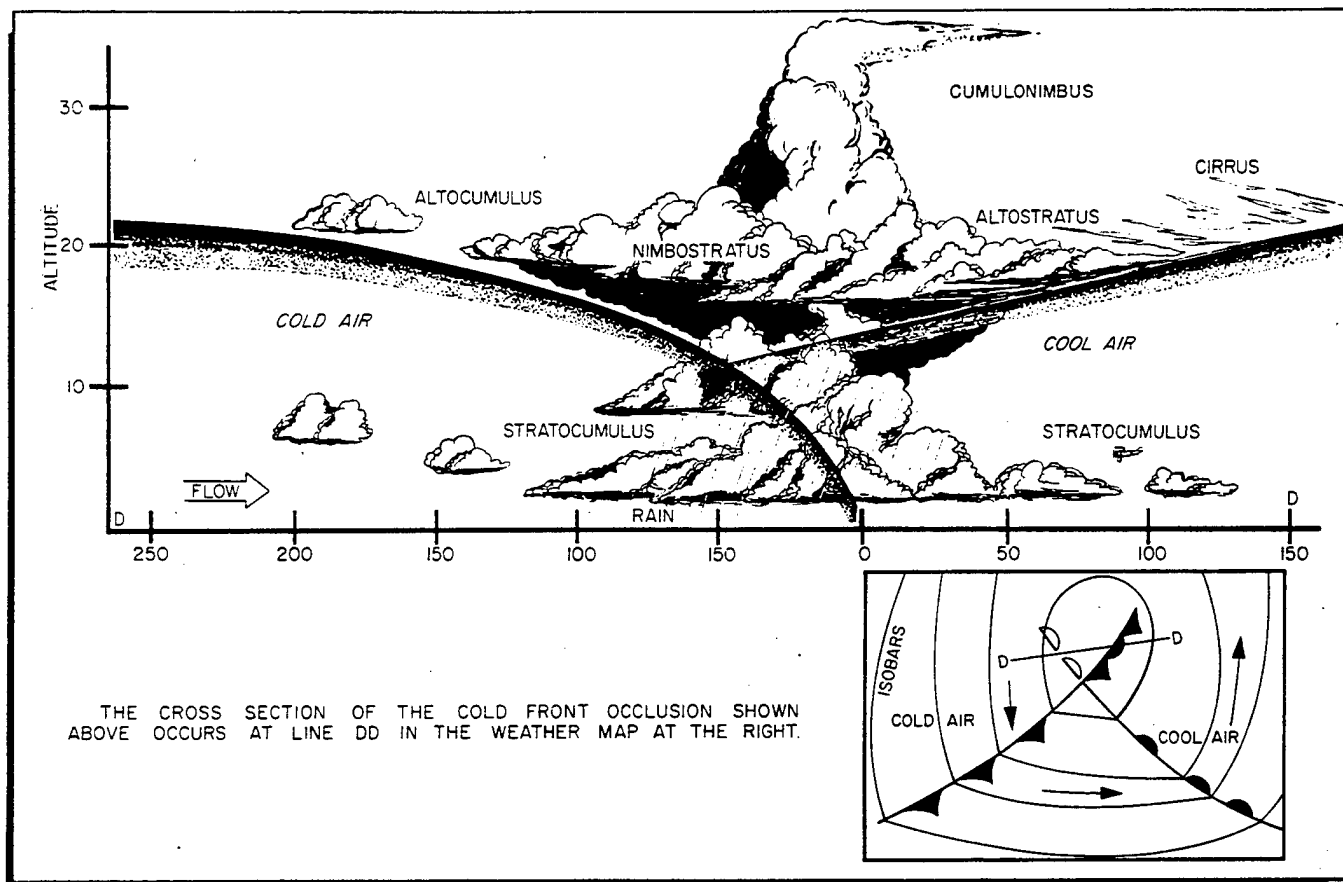 CUMULONIMBUS
30
CIRRUS
ALTOCUMULUS
ALTOSTRATUS
ALTITUDE
20
NIMBOSTRATUS
COLD AIR
COOL AIR
10
STRATOCUMULUS
STRATOCUMULUS
FLOW
D
RAIN
D
250
200
150
100
150
0
50
100
150
ISOBARS
D
D
COLD AIR
COOL AIR
THE CROSS SECTION OF THE COLD FRONT OCCLUSION SHOWN
ABOVE OCCURS AT LINE DD IN THE WEATHER MAP AT THE RIGHT.